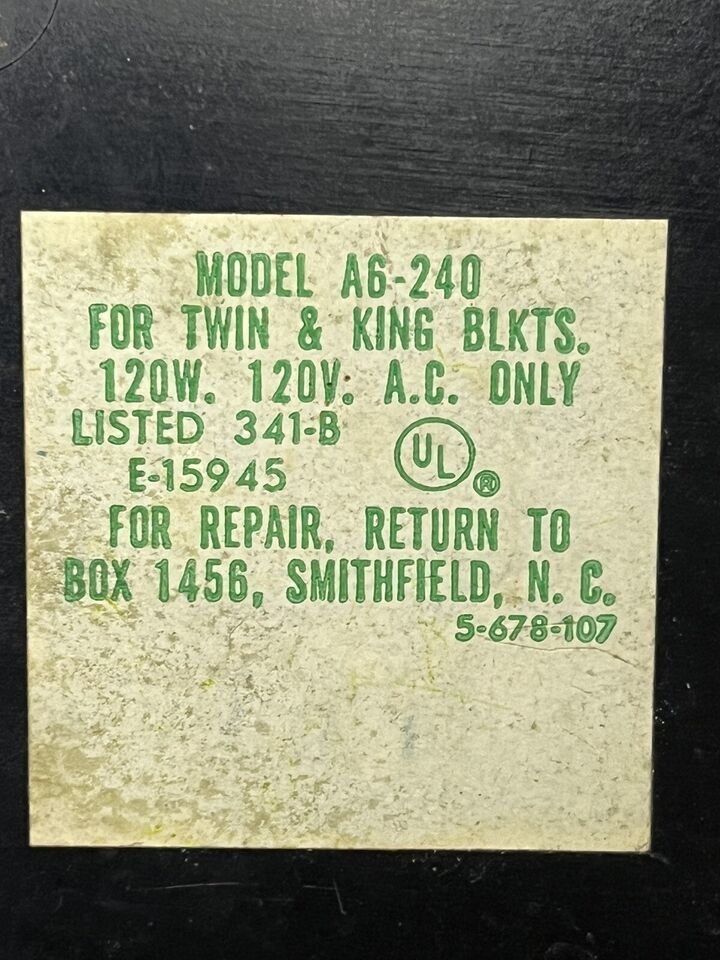 MODEL A6-240
FOR TWIN & KING BLKTS.
120W. 120V. A.C. ONLY
LISTED 341-B
E-15945
UL ®
FOR REPAIR, RETURN TO
BOX 1456, SMITHFIELD, N. C.
5-678-107